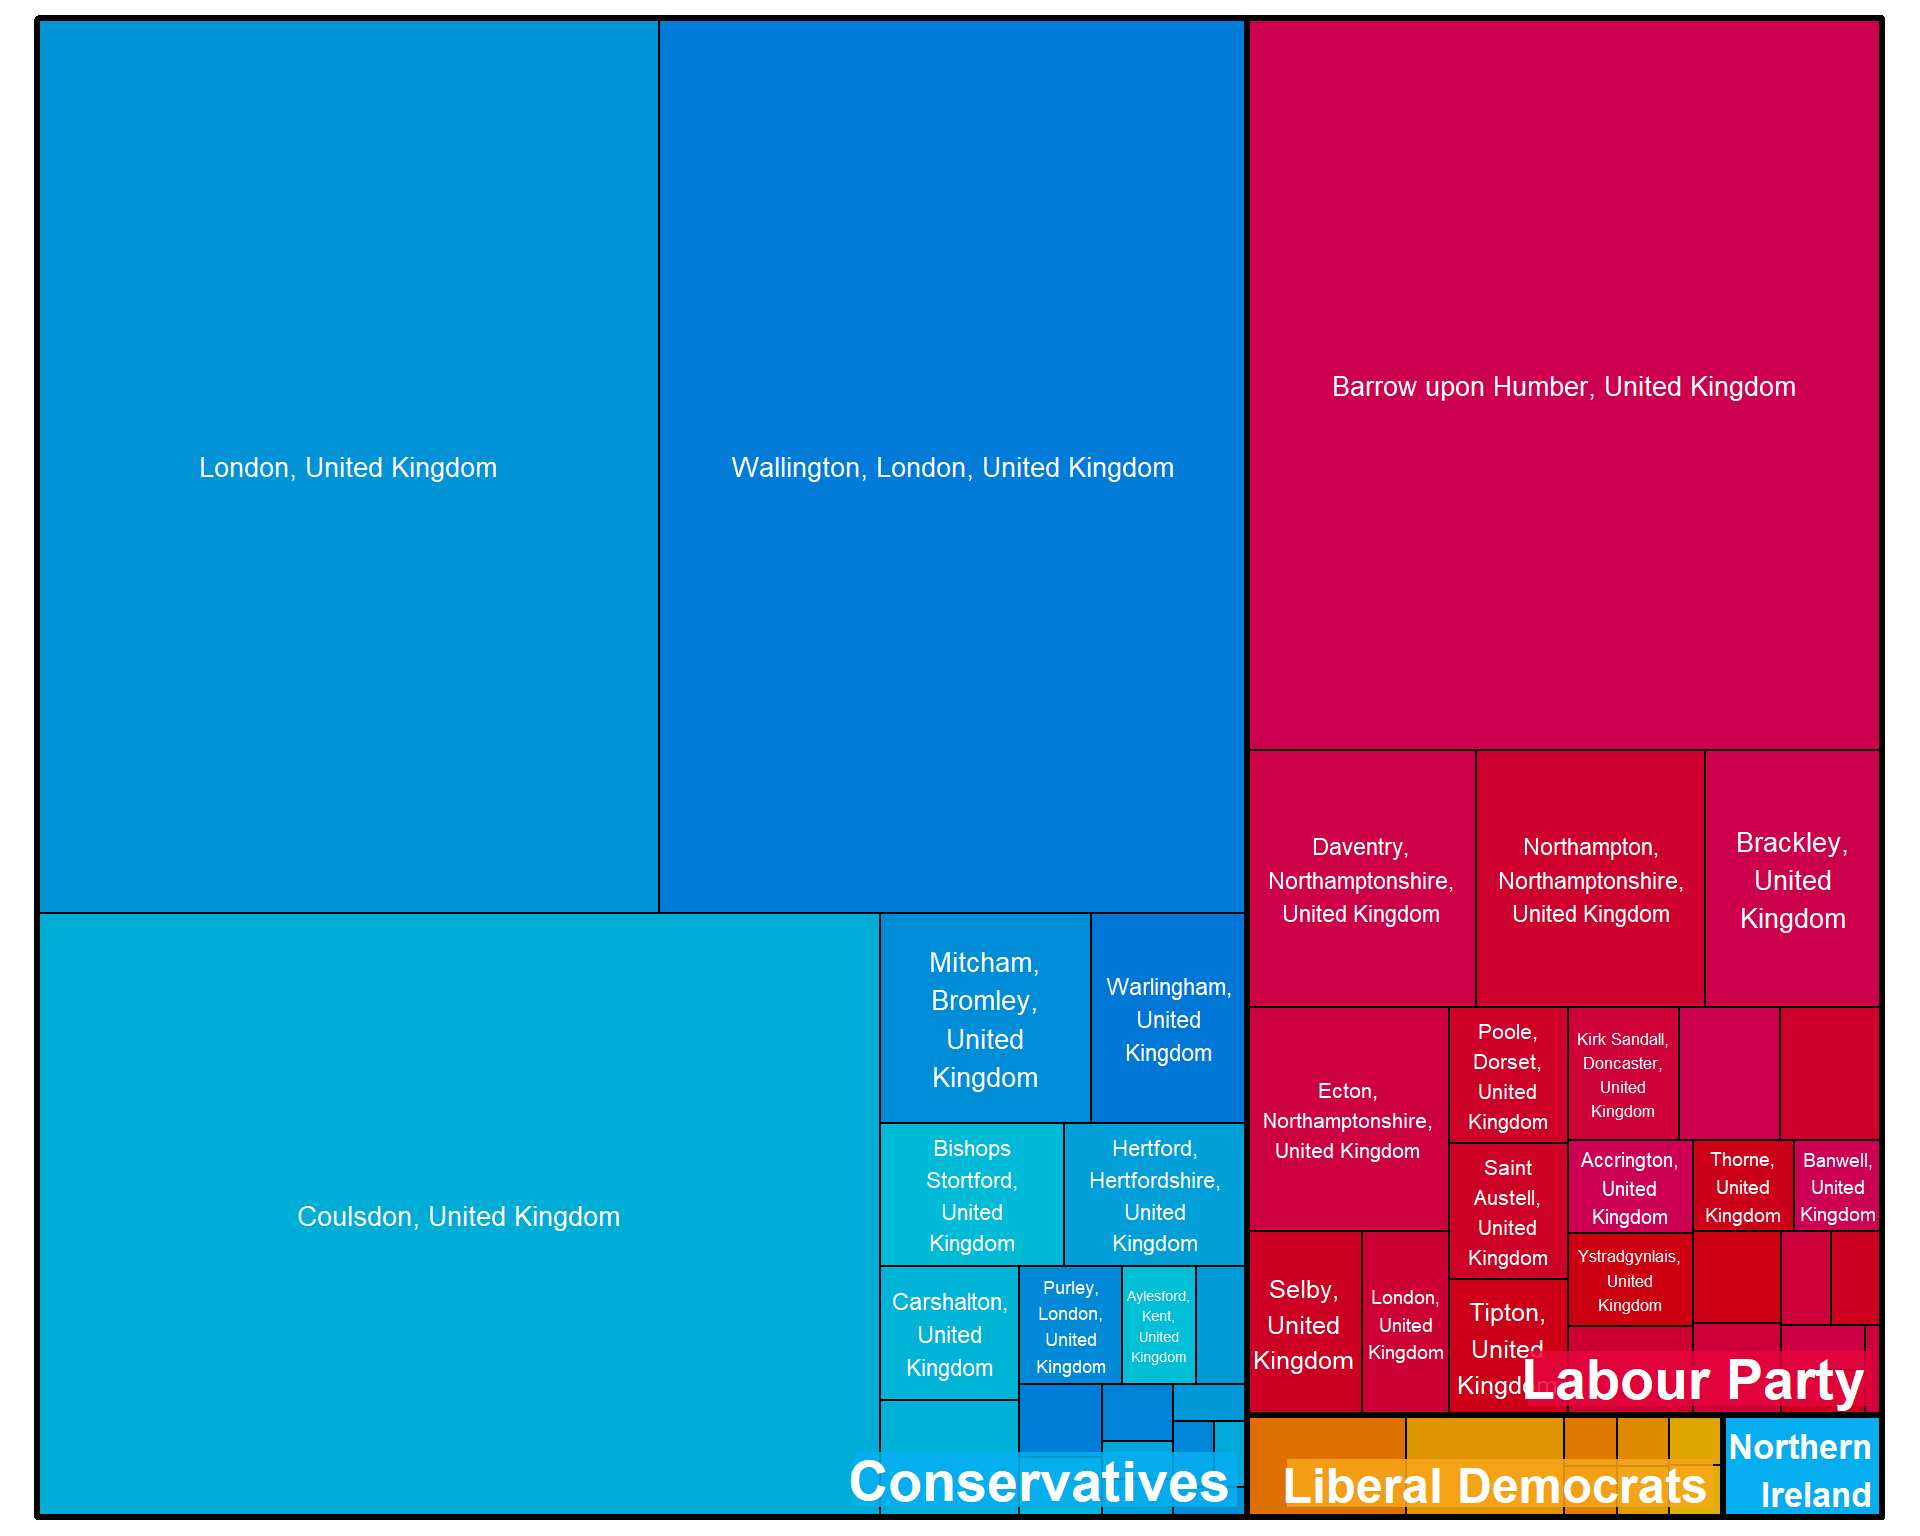 London, United Kingdom
Wallington, London, United Kingdom
Coulsdon, United Kingdom
Mitcham,
Bromley,
United
Kingdom
Warlingham,
United
Kingdom
Bishops
Stortford,
United
Kingdom
Hertford,
Hertfordshire,
United
Kingdom
Carshalton,
United
Kingdom
Purley,
London,
United
Kingdom
Aylesford,
Kent,
United
Kingdom
Conservatives
Barrow upon Humber, United Kingdom
Daventry,
Northamptonshire,
United Kingdom
Northampton,
Northamptonshire,
United Kingdom
Brackley,
United
Kingdom
Ecton,
Northamptonshire,
United Kingdom
Poole,
Dorset,
United
Kingdom
Kirk Sandall,
Doncaster,
United
Kingdom
Saint
Austell,
United
Kingdom
Accrington,
United
Kingdom
Thorne,
United
Kingdom
Banwell,
United
Kingdom
Selby,
United
Kingdom
London,
United
Kingdom
Tipton,
United
Kingdom
Ystradgynlais,
United
Kingdom
Labour Party
Liberal Democrats
Northern
Ireland